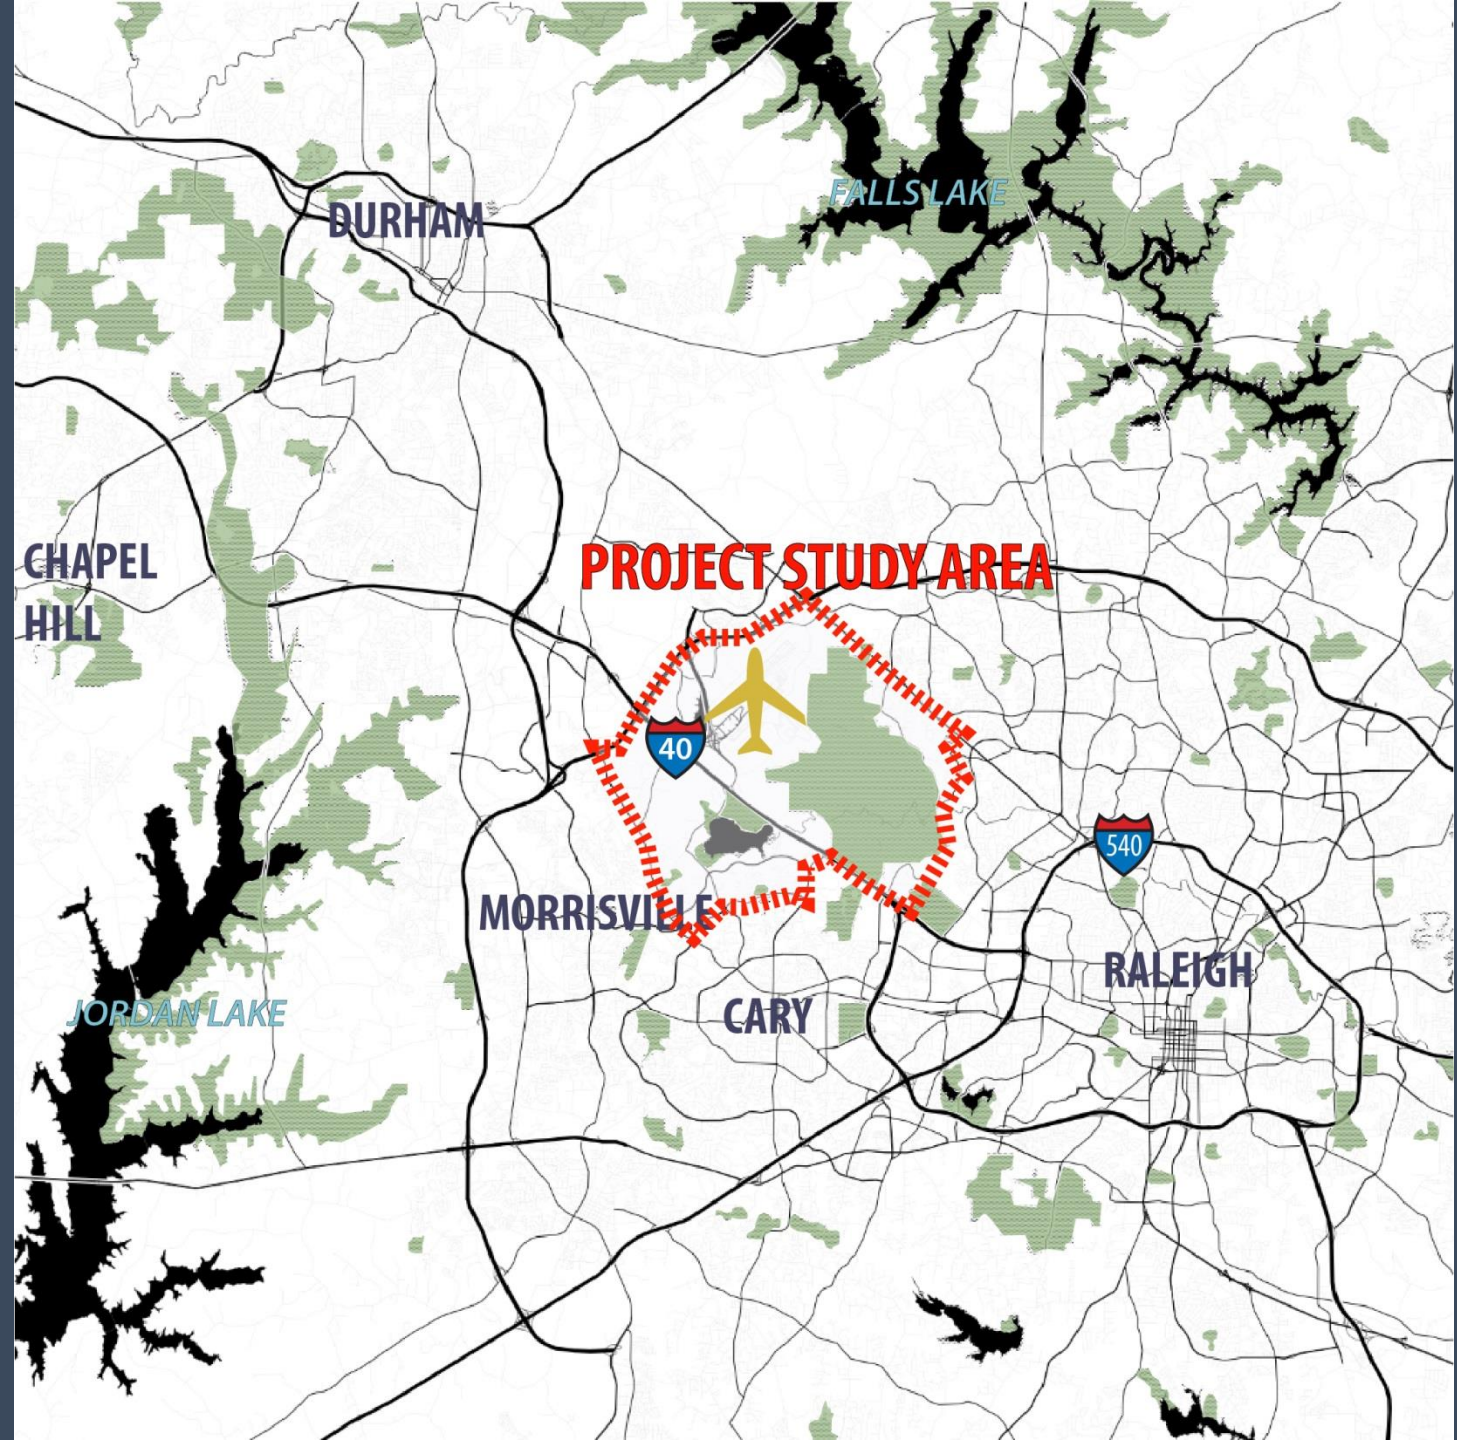 FALLS LAKE
DURHAM
CHAPEL
HILL
PROJECT STUDY AREA
40
540
MORRISVILLE
RALEIGH
CARY
JORDAN LAKE